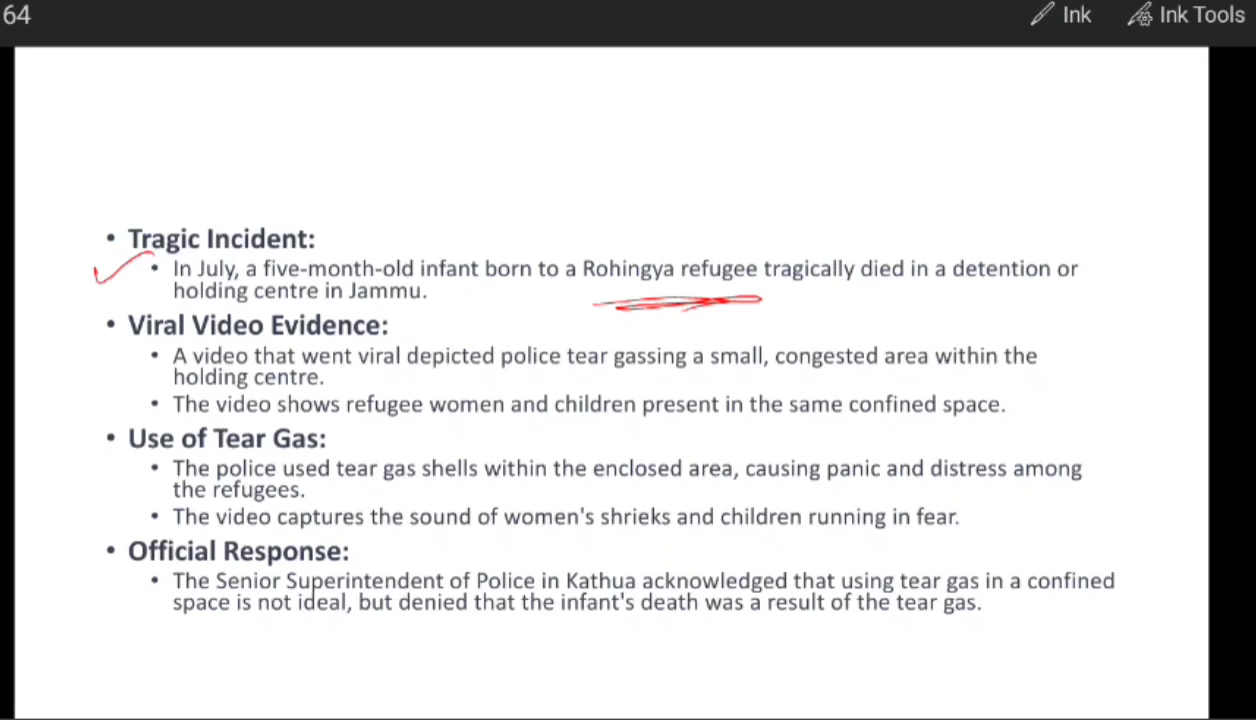 64
Ink Ink Tools
• Tragic Incident:
• In July, a five-month-old infant born to a Rohingya refugee tragically died in a detention or
holding centre in Jammu.
• Viral Video Evidence:
• A video that went viral depicted police tear gassing a small, congested area within the
holding centre.
• The video shows refugee women and children present in the same confined space.
• Use of Tear Gas:
• The police used tear gas shells within the enclosed area, causing panic and distress among
the refugees.
• The video captures the sound of women's shrieks and children running in fear.
• Official Response:
• The Senior Superintendent of Police in Kathua acknowledged that using tear gas in a confined
space is not ideal, but denied that the infant's death was a result of the tear gas.